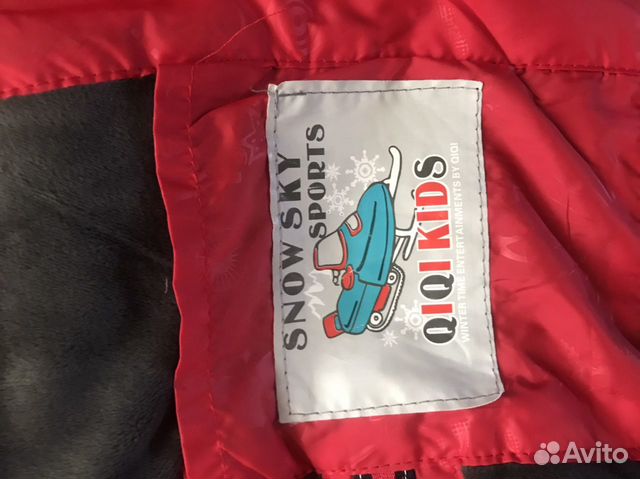 SNOW SKY
SPORTS
QIQI KIDS
WINTER TIME ENTERTAINMENTS BY QIQI
Avito